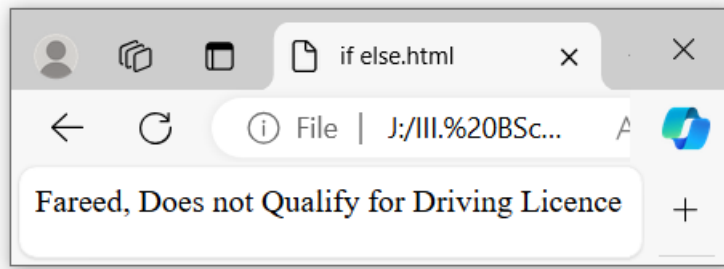 if else.html
File | J:/III.%20BSc...
Fareed, Does not Qualify for Driving Licence